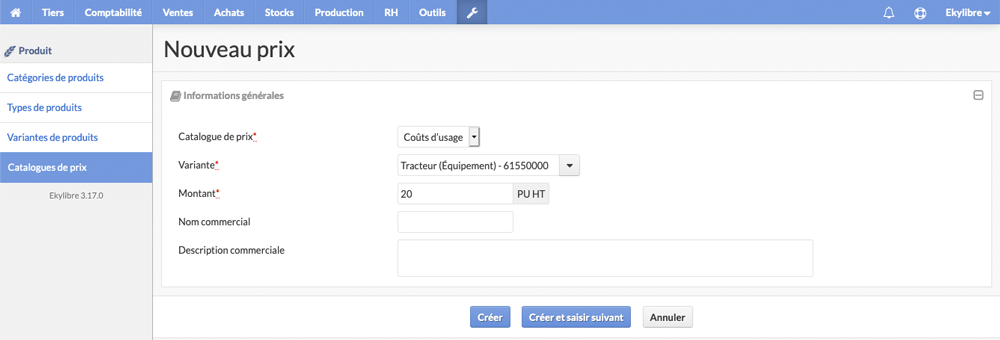 Tiers Comptabilité Ventes Achats Stocks Production RH Outils Ekylibre
Produit
Catégories de produits
Types de produits
Variantes de produits
Catalogues de prix
Ekylibre 3.17.0
Nouveau prix
Informations générales
Catalogue de prix* Coûts d'usage
Variante* Tracteur (Équipement) - 61550000
Montant* 20 PU HT
Nom commercial
Description commerciale
Créer Créer et saisir suivant Annuler